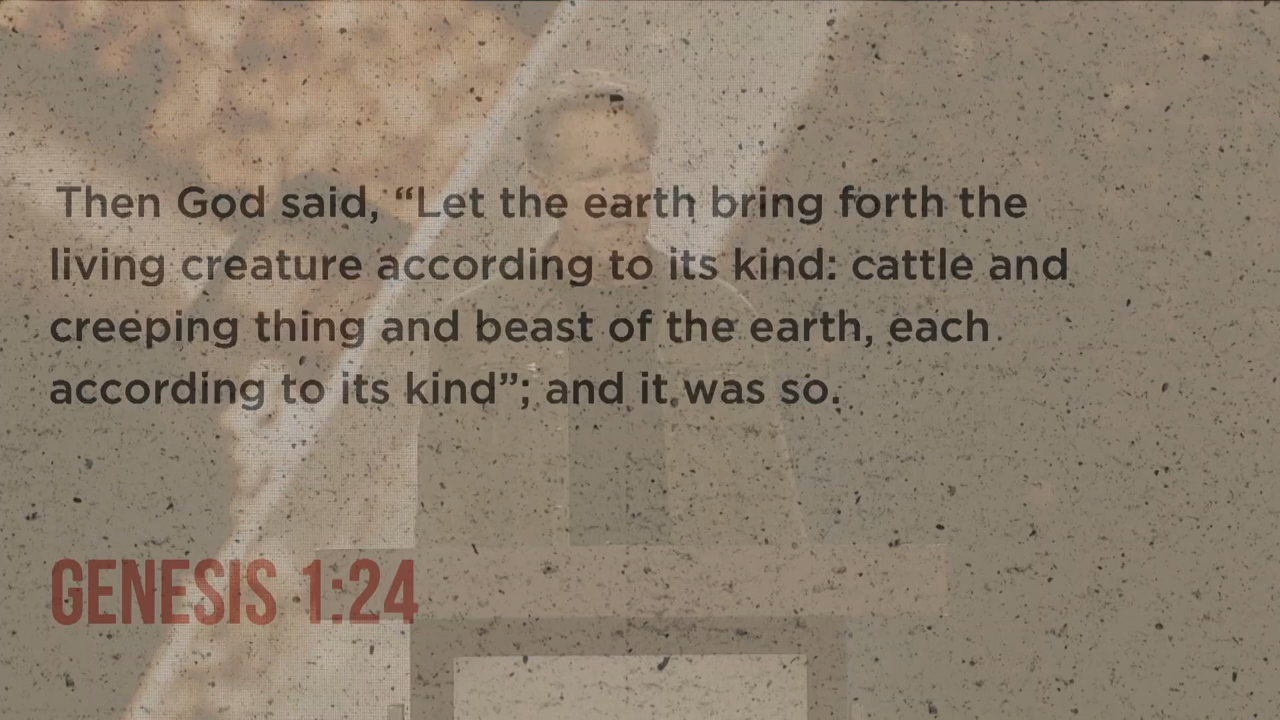 Then God said, “Let the earth bring forth the
living creature according to its kind: cattle and
creeping thing and beast of the earth, each
according to its kind”; and it was so.
GENESIS 1:24